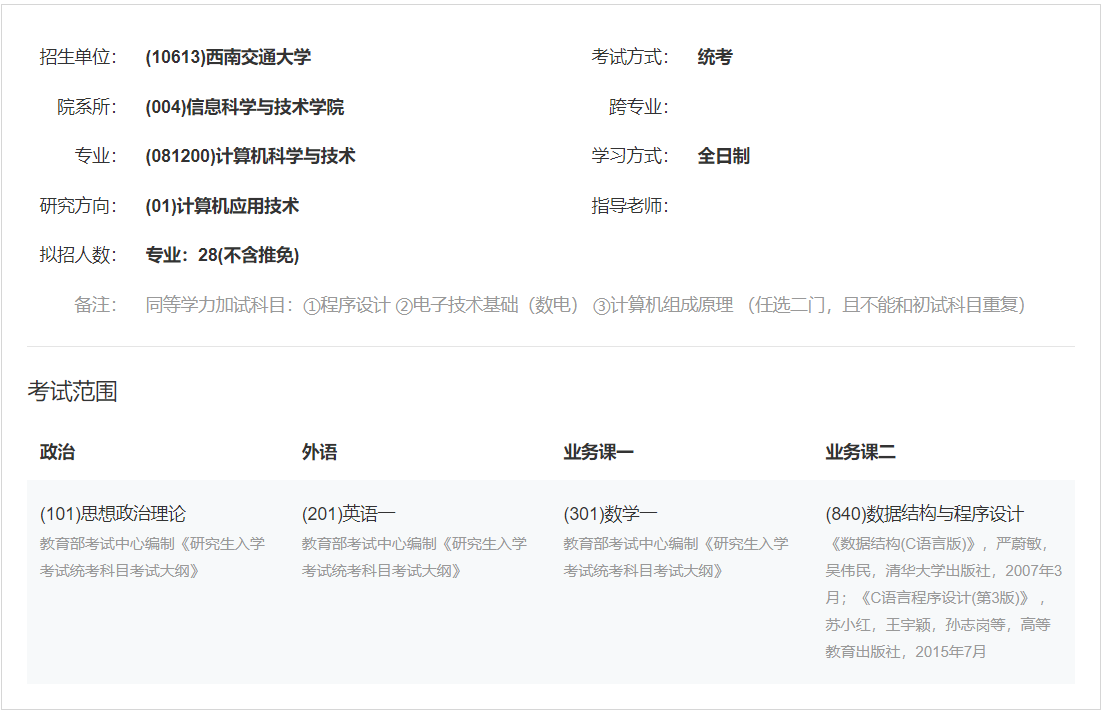 招生单位： (10613)西南交通大学 考试方式： 统考
院系所： (004)信息科学与技术学院 跨专业：
专业： (081200)计算机科学与技术 学习方式： 全日制
研究方向： (01)计算机应用技术 指导老师：
拟招人数： 专业：28(不含推免)
备注： 同等学力加试科目：①程序设计 ②电子技术基础（数电） ③计算机组成原理 （任选二门，且不能和初试科目重复）
考试范围
政治 外语 业务课一 业务课二
(101)思想政治理论 (201)英语一 (301)数学一 (840)数据结构与程序设计
教育部考试中心编制《研究生入学 教育部考试中心编制《研究生入学 教育部考试中心编制《研究生入学 《数据结构(C语言版)》，严蔚敏，
考试统考科目考试大纲》 考试统考科目考试大纲》 考试统考科目考试大纲》 吴伟民，清华大学出版社，2007年3
月；《C语言程序设计(第3版)》，
苏小红，王宇颖，孙志岗等，高等
教育出版社，2015年7月